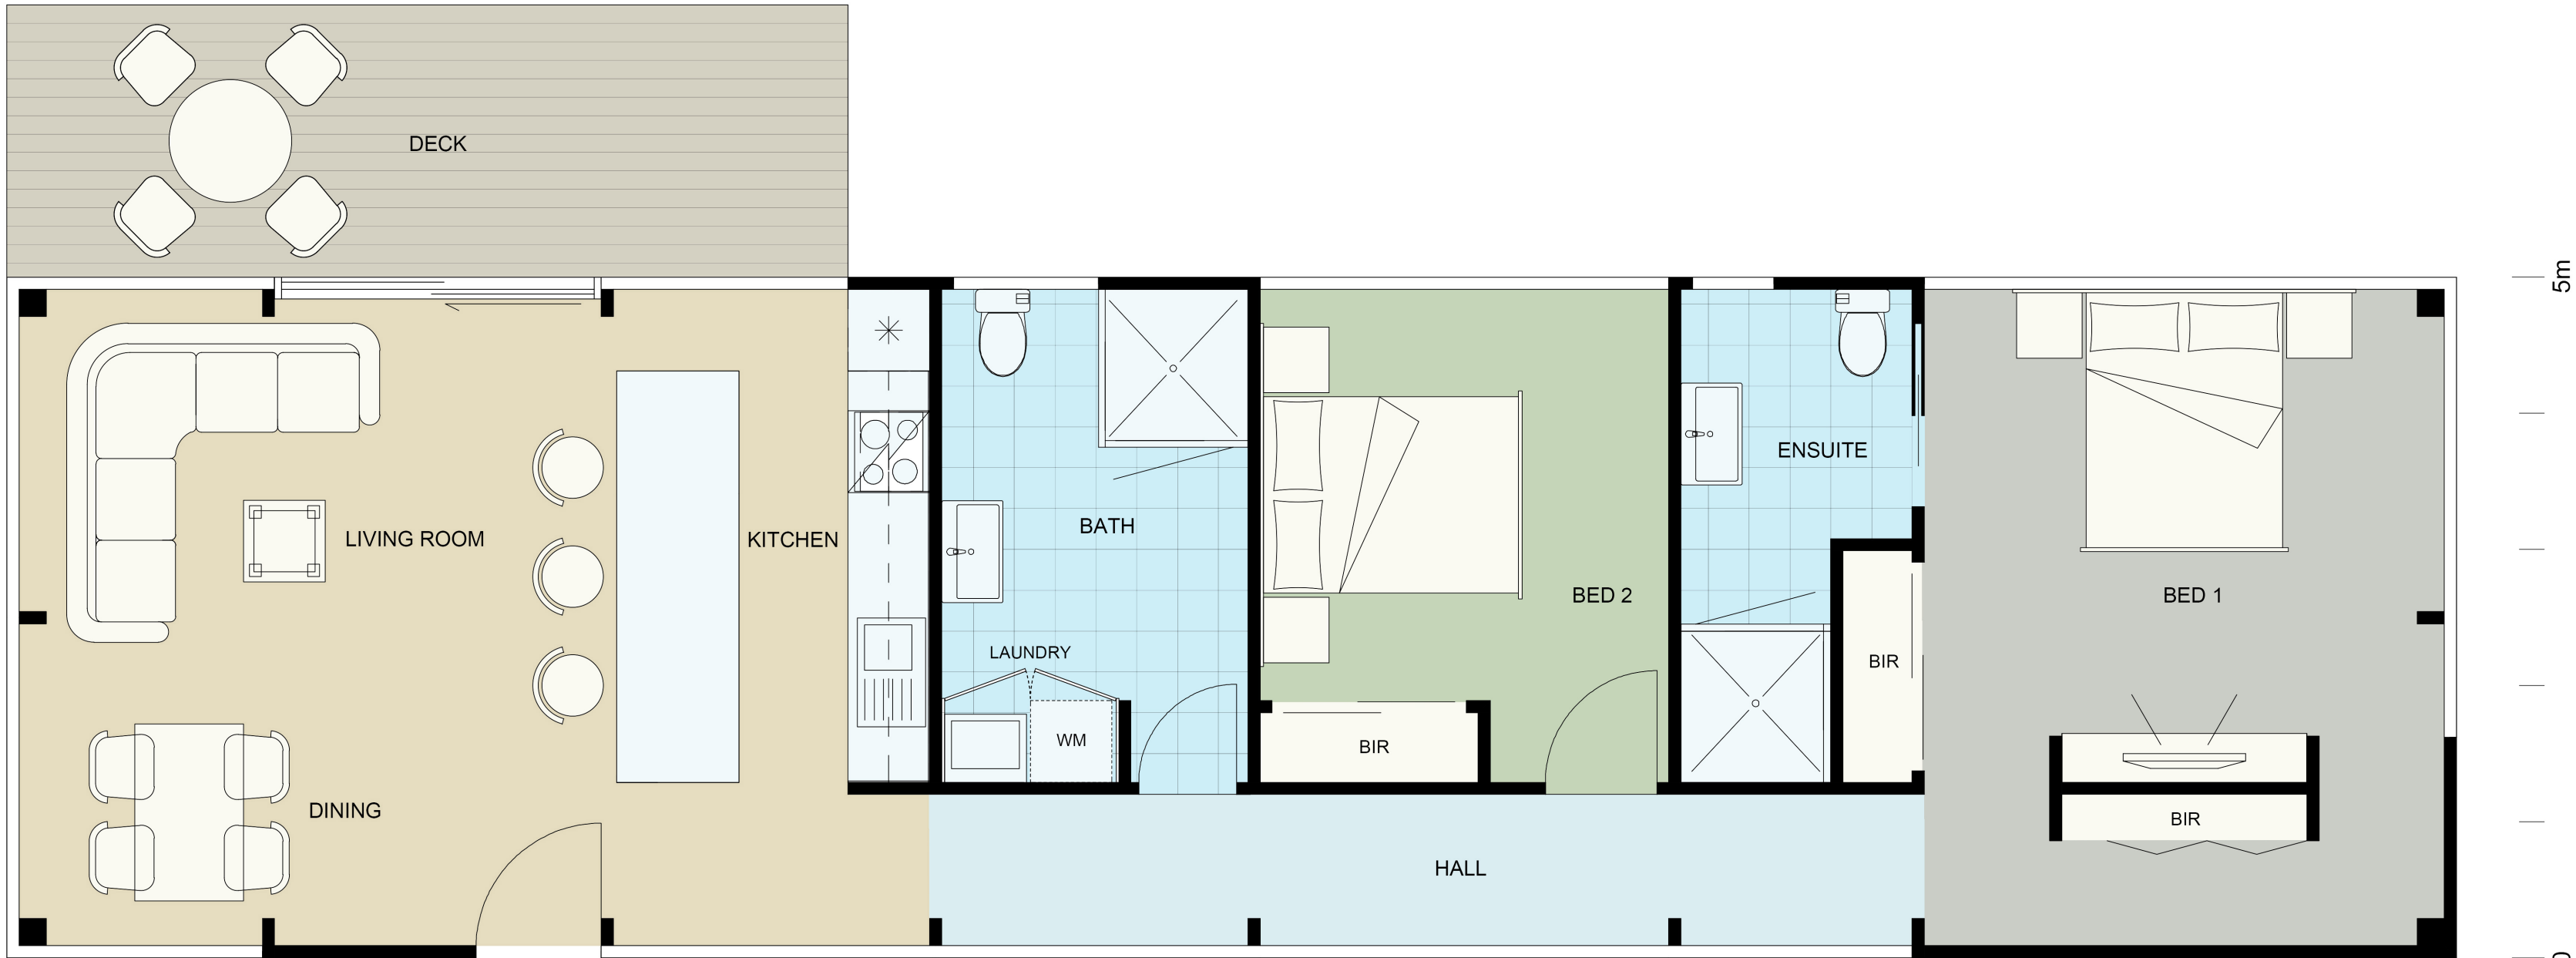 DECK
5m
LIVING ROOM
KITCHEN
BATH
ENSUITE
BED 2
BED 1
LAUNDRY
BIR
WM
BIR
DINING
BIR
HALL
0